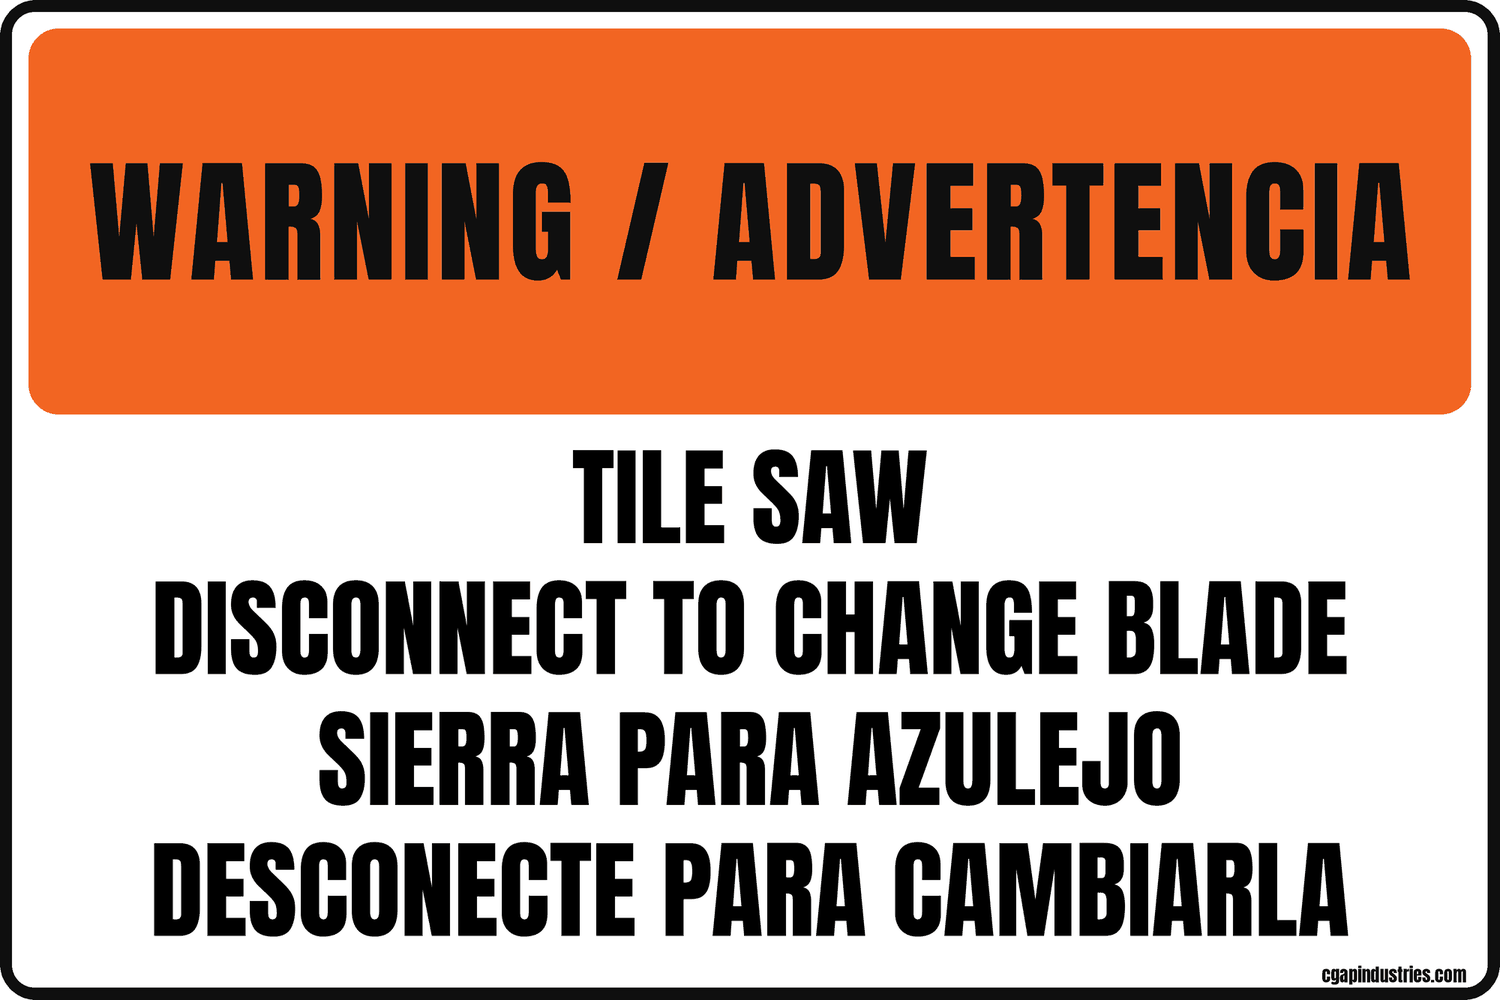 WARNING / ADVERTENCIA
TILE SAW
DISCONNECT TO CHANGE BLADE
SIERRA PARA AZULEJO
DESCONECTE PARA CAMBIARLA
cgapindustries.com